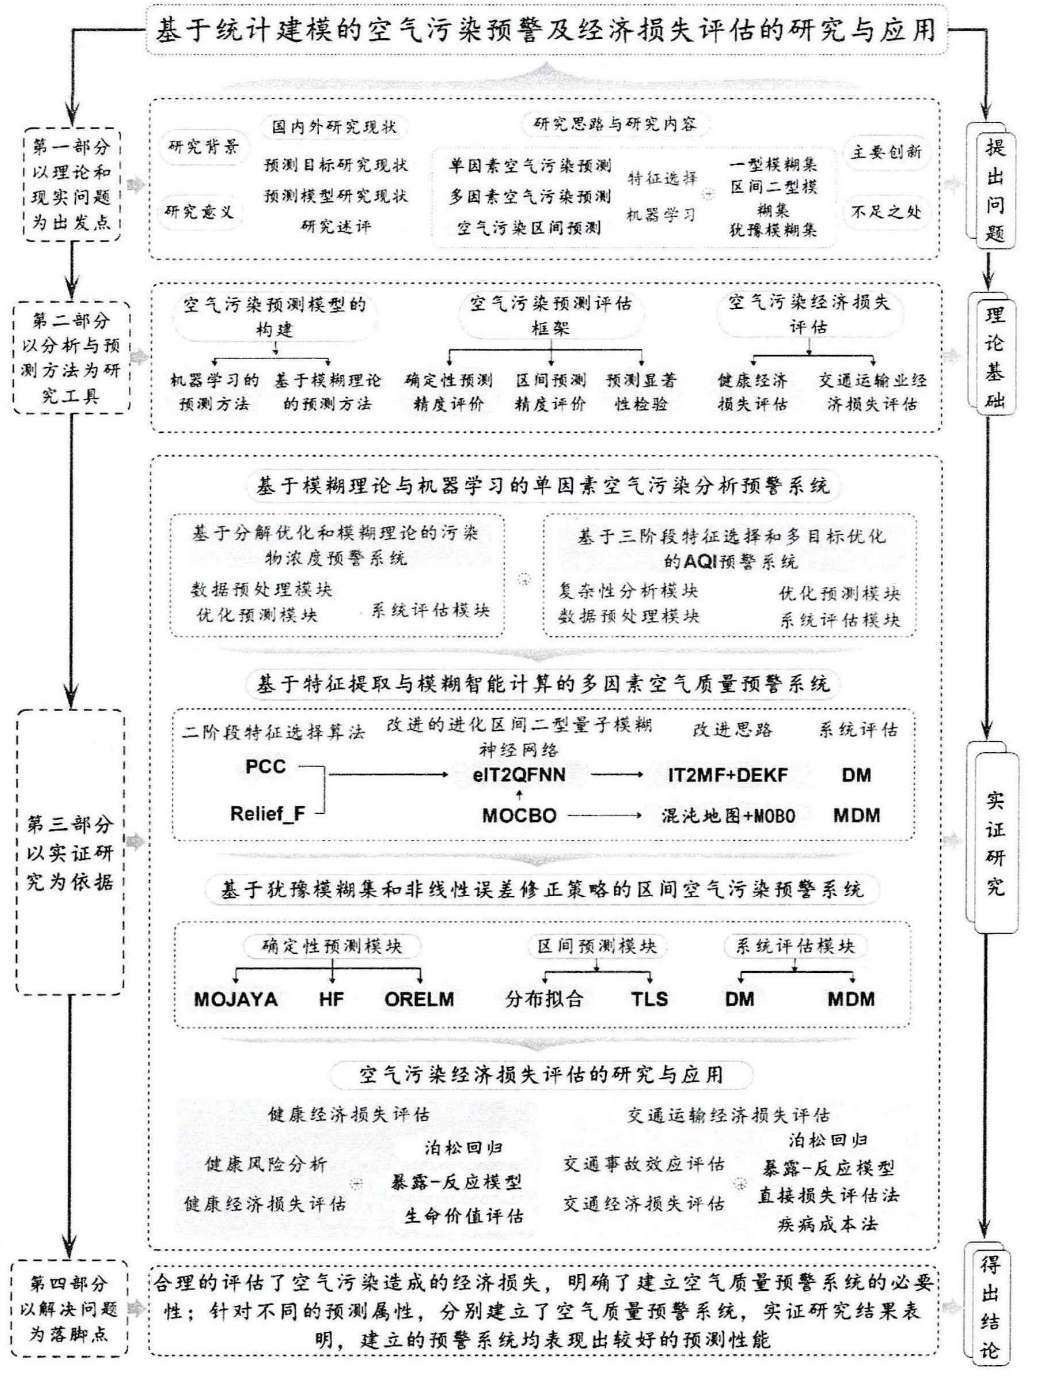 基于统计建模的空气污染预警及经济损失评估的研究与应用
第一部分
以理论和
现实问题
为出发点
研究背景
研究意义
国内外研究现状
预测目标研究现状
预测模型研究现状
研究述评
研究思路与研究内容
单因素空气污染预测
多因素空气污染预测
空气污染区间预测
特征选择
机器学习
一型模糊集
区间二型模
糊集
犹豫模糊集
主要创新
不足之处
提出问题
第二部分
以分析与预
测方法为研
究工具
空气污染预测模型的
构建
机器学习的
预测方法
基于模糊理论
的预测方法
空气污染预测评估
框架
确定性预测
精度评价
区间预测
精度评价
预测显著
性检验
空气污染经济损失
评估
健康经济
损失评估
交通运输业经
济损失评估
理论基础
第三部分
以实证研
究为依据
基于模糊理论与机器学习的单因素空气污染分析预警系统
基于分解优化和模糊理论的污染
物浓度预警系统
数据预处理模块
优化预测模块
系统评估模块
基于三阶段特征选择和多目标优化
的AQI预警系统
复杂性分析模块
数据预处理模块
优化预测模块
系统评估模块
基于特征提取与模糊智能计算的多因素空气质量预警系统
二阶段特征选择算法
PCC
Relief_F
改进的进化区间二型量子模糊
神经网络
eIT2QFNN
MOCBO
改进思路
IT2MF+DEKF
混沌地图+MOBO
系统评估
DM
MDM
基于犹豫模糊集和非线性误差修正策略的区间空气污染预警系统
确定性预测模块
MOJAYA
HF
ORELM
区间预测模块
分布拟合
TLS
系统评估模块
DM
MDM
空气污染经济损失评估的研究与应用
健康经济损失评估
健康风险分析
健康经济损失评估
泊松回归
暴露-反应模型
生命价值评估
交通运输经济损失评估
交通事故效应评估
交通经济损失评估
泊松回归
暴露-反应模型
直接损失评估法
疾病成本法
实证研究
第四部分
以解决问题
为落脚点
合理的评估了空气污染造成的经济损失，明确了建立空气质量预警系统的必要
性；针对不同的预测属性，分别建立了空气质量预警系统，实证研究结果表
明，建立的预警系统均表现出较好的预测性能
得出结论